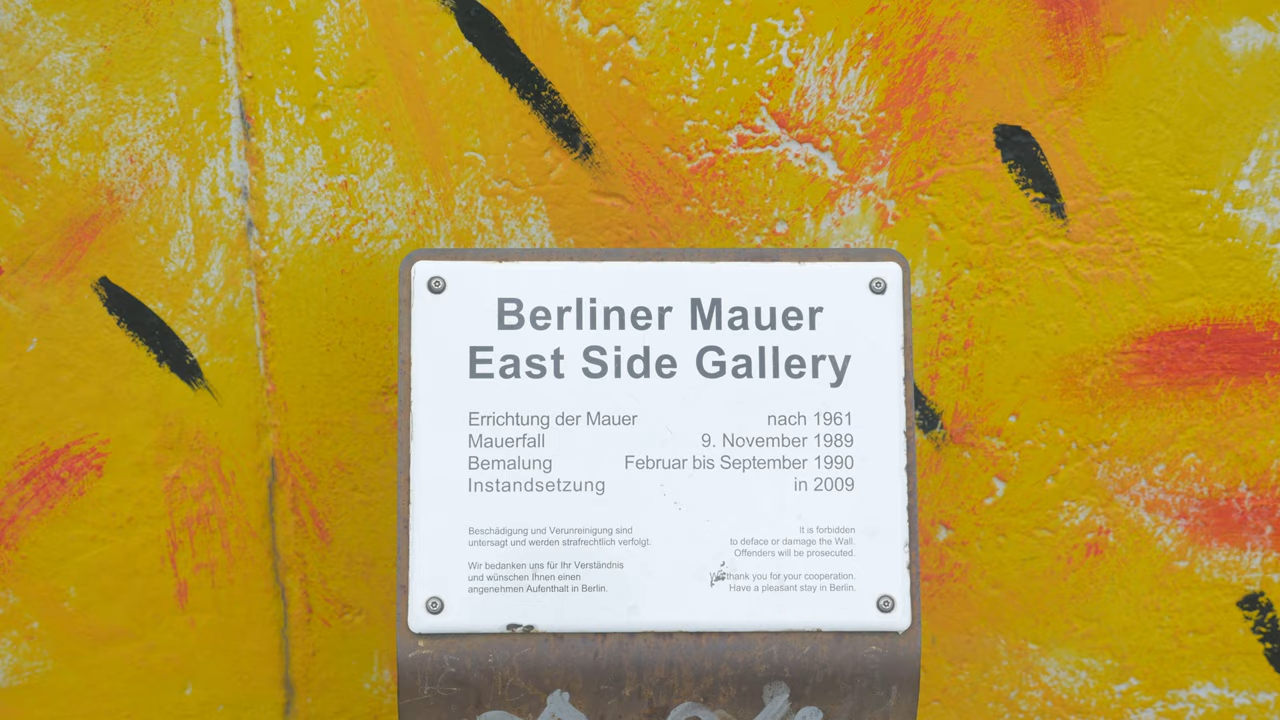 Berliner Mauer
East Side Gallery
Errichtung der Mauer nach 1961
Mauerfall 9. November 1989
Bemalung Februar bis September 1990
Instandsetzung in 2009
Beschädigung und Verunreinigung sind
untersagt und werden strafrechtlich verfolgt.
Wir bedanken uns für Ihr Verständnis
und wünschen Ihnen einen
angenehmen Aufenthalt in Berlin.
It is forbidden
to deface or damage the Wall.
Offenders will be prosecuted.
We thank you for your cooperation.
Have a pleasant stay in Berlin.